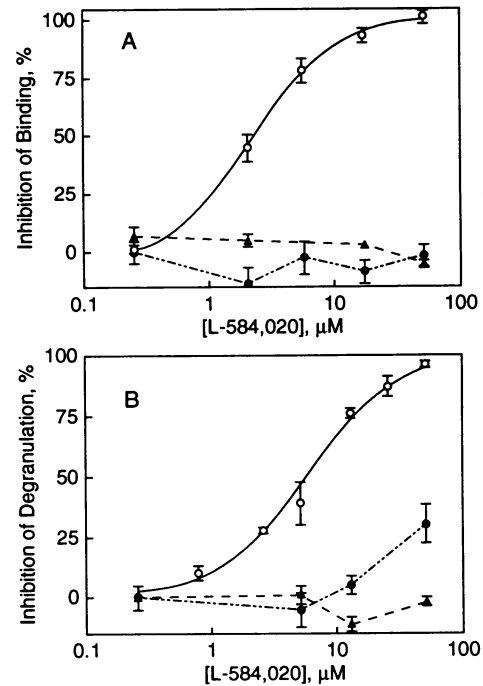 A
Inhibition of Binding, %
100
75
50
25
0
0.1 1 10 100
[L-584,020], μM
B
Inhibition of Degranulation, %
100
75
50
25
0
0.1 1 10 100
[L-584,020], μM